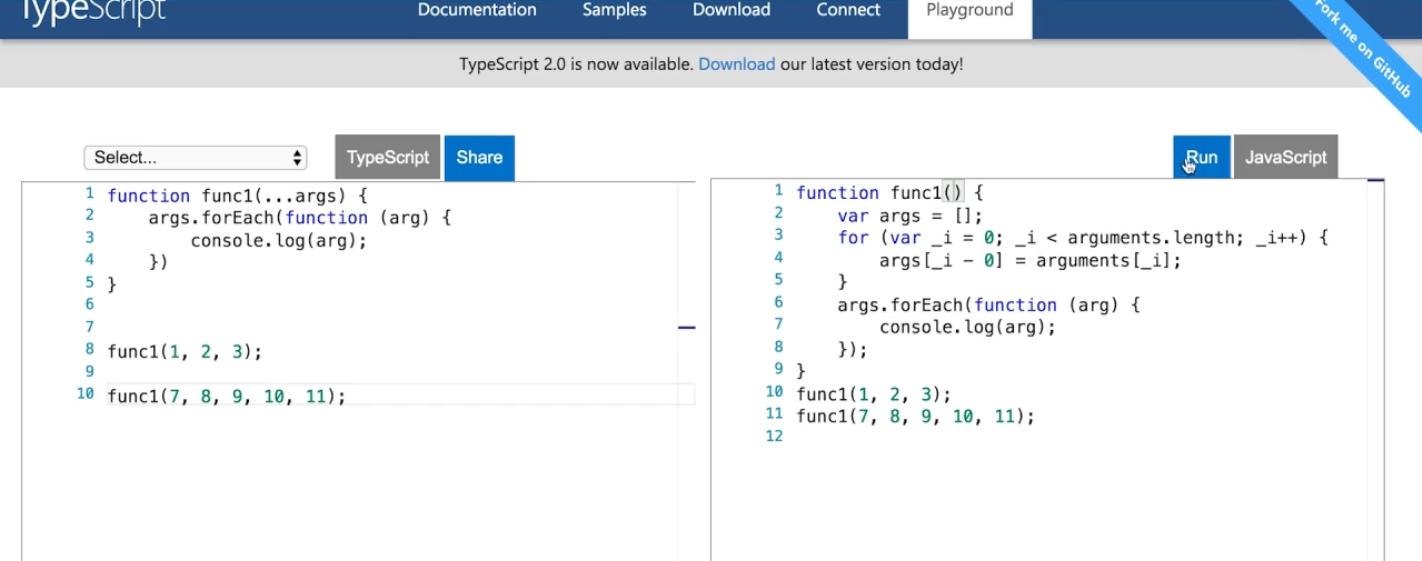 TypeScript
Documentation Samples Download Connect Playground
Fork me on GitHub
TypeScript 2.0 is now available. Download our latest version today!
Select... TypeScript Share
Run JavaScript
1 function func1(...args) {
2 args.forEach(function (arg) {
3 console.log(arg);
4 })
5 }
6
7
8 func1(1, 2, 3);
9
10 func1(7, 8, 9, 10, 11);
1 function func1() {
2 var args = [];
3 for (var _i = 0; _i < arguments.length; _i++) {
4 args[_i - 0] = arguments[_i];
5 }
6 args.forEach(function (arg) {
7 console.log(arg);
8 });
9 }
10 func1(1, 2, 3);
11 func1(7, 8, 9, 10, 11);
12